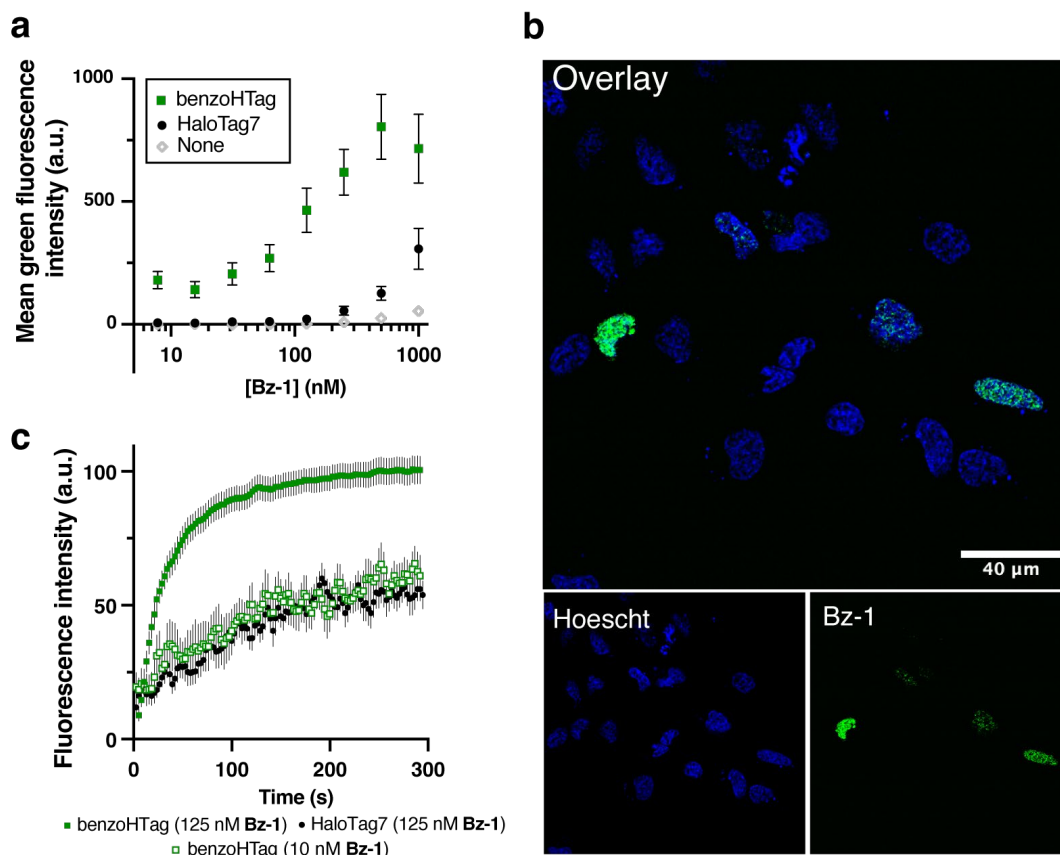 a
Mean green fluorescence
intensity (a.u.)
1000
500
0
benzoHTag
HaloTag7
None
10
100
1000
[Bz-1] (nM)
b
Overlay
40 µm
Hoescht
Bz-1
c
Fluorescence intensity (a.u.)
100
50
0
0
100
200
300
Time (s)
benzoHTag (125 nM Bz-1) HaloTag7 (125 nM Bz-1)
benzoHTag (10 nM Bz-1)